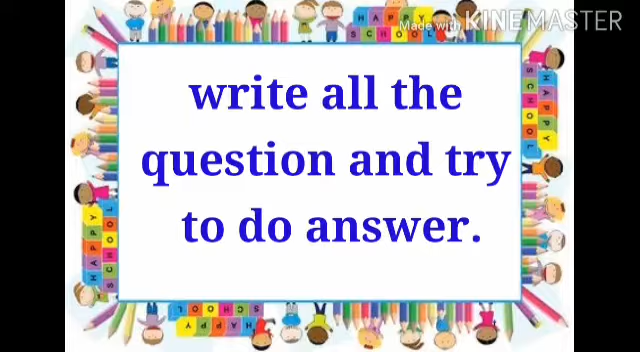 HAPPY
SCHOOL
Made with KINEMASTER
write all the
question and try
to do answer.
HAPPY
SCHOOL
HAPPY
SCHOOL
SCHOOL
HAPPY